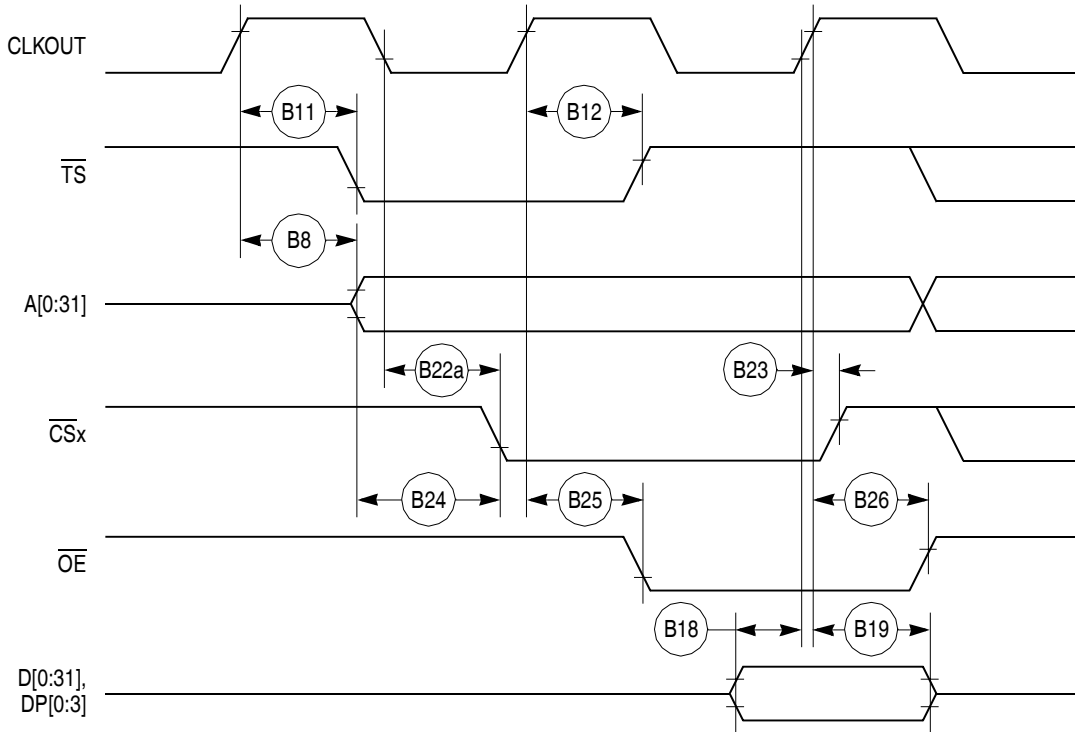 CLKOUT
B11
B12
TS
B8
A[0:31]
B22a
B23
CSx
B24
B25
B26
OE
B18
B19
D[0:31],
DP[0:3]